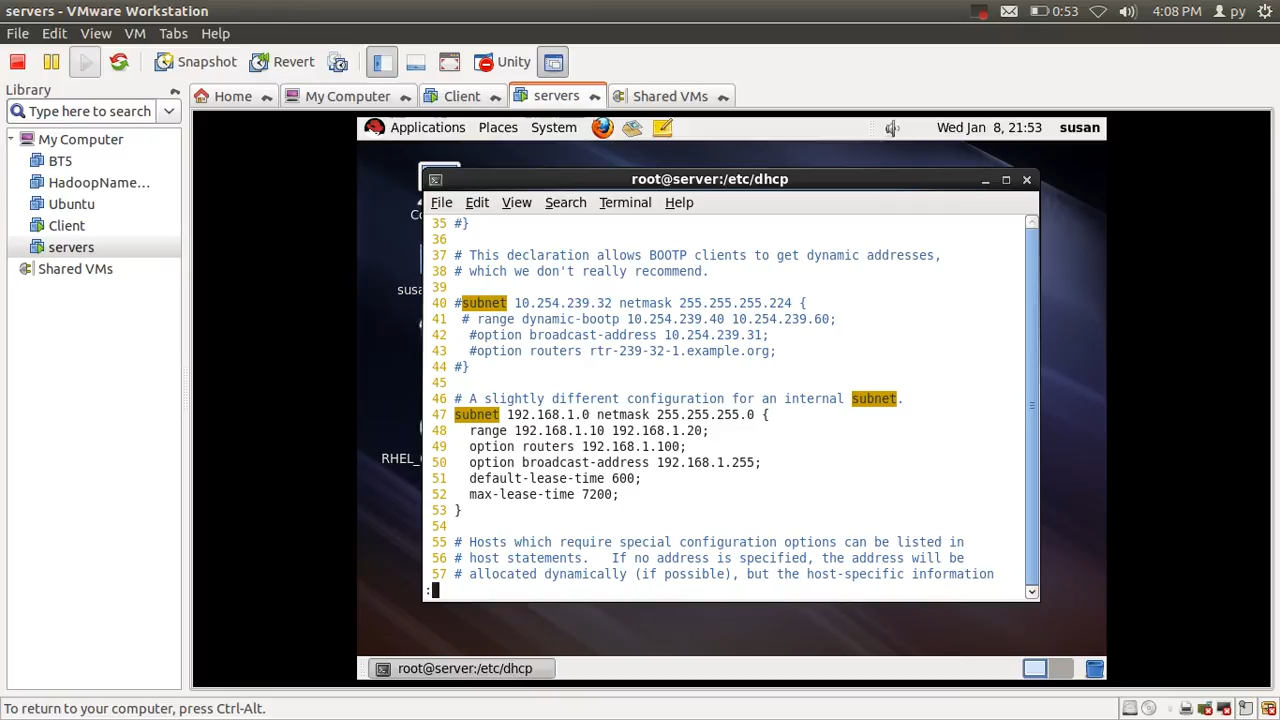 servers - VMware Workstation
0:53 4:08 PM py
File Edit View VM Tabs Help
Snapshot Revert Unity
Library
Type here to search
Home My Computer Client servers Shared VMs
My Computer
BT5
HadoopName...
Ubuntu
Client
servers
Shared VMs
Applications Places System Wed Jan 8, 21:53 susan
root@server:/etc/dhcp
File Edit View Search Terminal Help
35 #}
36
37 # This declaration allows BOOTP clients to get dynamic addresses,
38 # which we don't really recommend.
39
40 #subnet 10.254.239.32 netmask 255.255.255.224 {
41 # range dynamic-bootp 10.254.239.40 10.254.239.60;
42 #option broadcast-address 10.254.239.31;
43 #option routers rtr-239-32-1.example.org;
44 #}
45
46 # A slightly different configuration for an internal subnet.
47 subnet 192.168.1.0 netmask 255.255.255.0 {
48 range 192.168.1.10 192.168.1.20;
49 option routers 192.168.1.100;
50 option broadcast-address 192.168.1.255;
51 default-lease-time 600;
52 max-lease-time 7200;
53 }
54
55 # Hosts which require special configuration options can be listed in
56 # host statements. If no address is specified, the address will be
57 # allocated dynamically (if possible), but the host-specific information
:
Co
susa
RHEL_
root@server:/etc/dhcp
To return to your computer, press Ctrl-Alt.